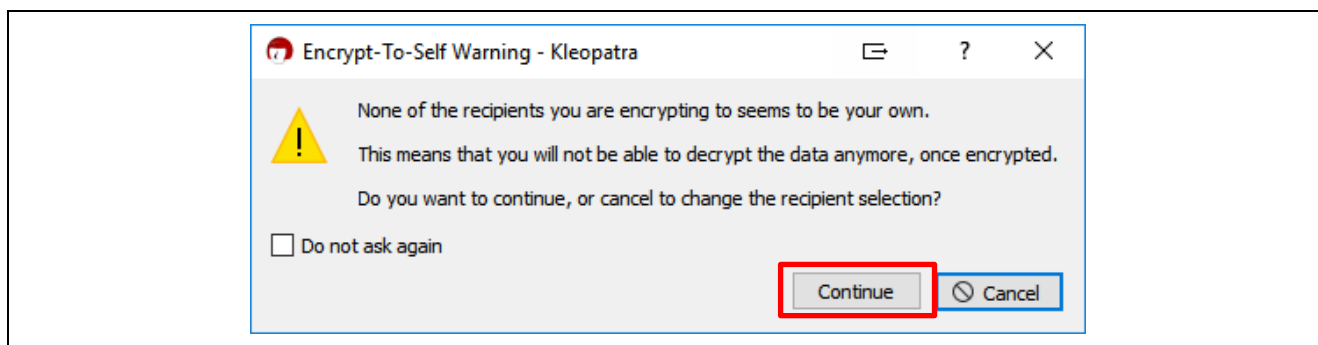 Encrypt-To-Self Warning - Kleopatra
None of the recipients you are encrypting to seems to be your own.
This means that you will not be able to decrypt the data anymore, once encrypted.
Do you want to continue, or cancel to change the recipient selection?
Do not ask again
Continue Cancel